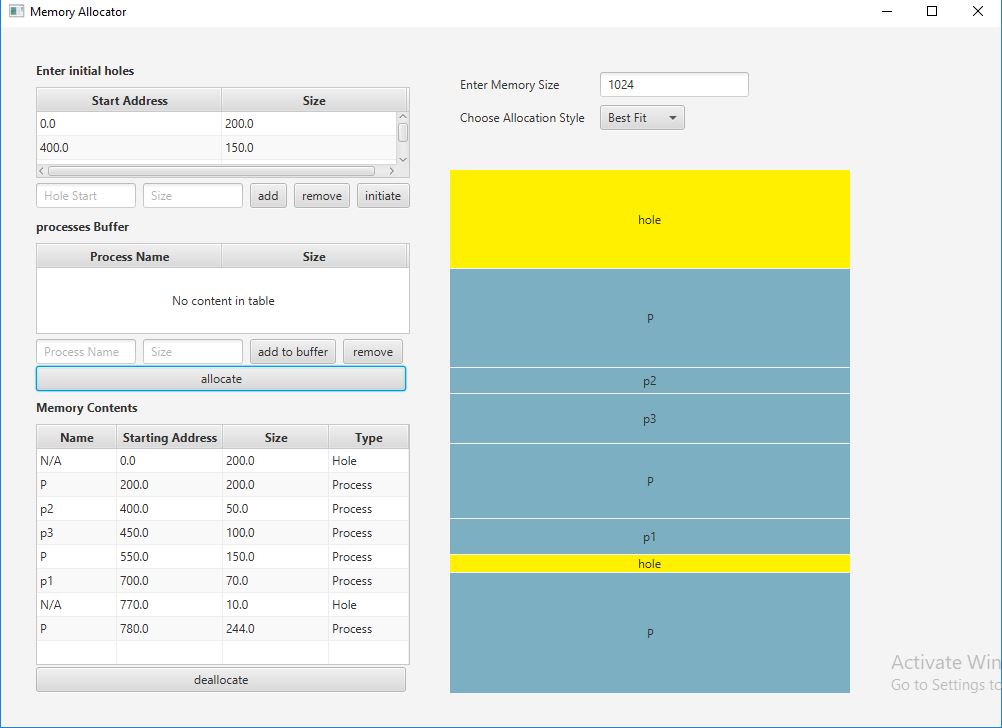 Memory Allocator
Enter initial holes
Start Address Size
0.0 200.0
400.0 150.0
Hole Start Size add remove initiate
processes Buffer
Process Name Size
No content in table
Process Name Size add to buffer remove
allocate
Memory Contents
Name Starting Address Size Type
N/A 0.0 200.0 Hole
P 200.0 200.0 Process
p2 400.0 50.0 Process
p3 450.0 100.0 Process
P 550.0 150.0 Process
p1 700.0 70.0 Process
N/A 770.0 10.0 Hole
P 780.0 244.0 Process
deallocate
Enter Memory Size 1024
Choose Allocation Style Best Fit
hole
P
p2
p3
P
p1
hole
P
Activate Win
Go to Settings to